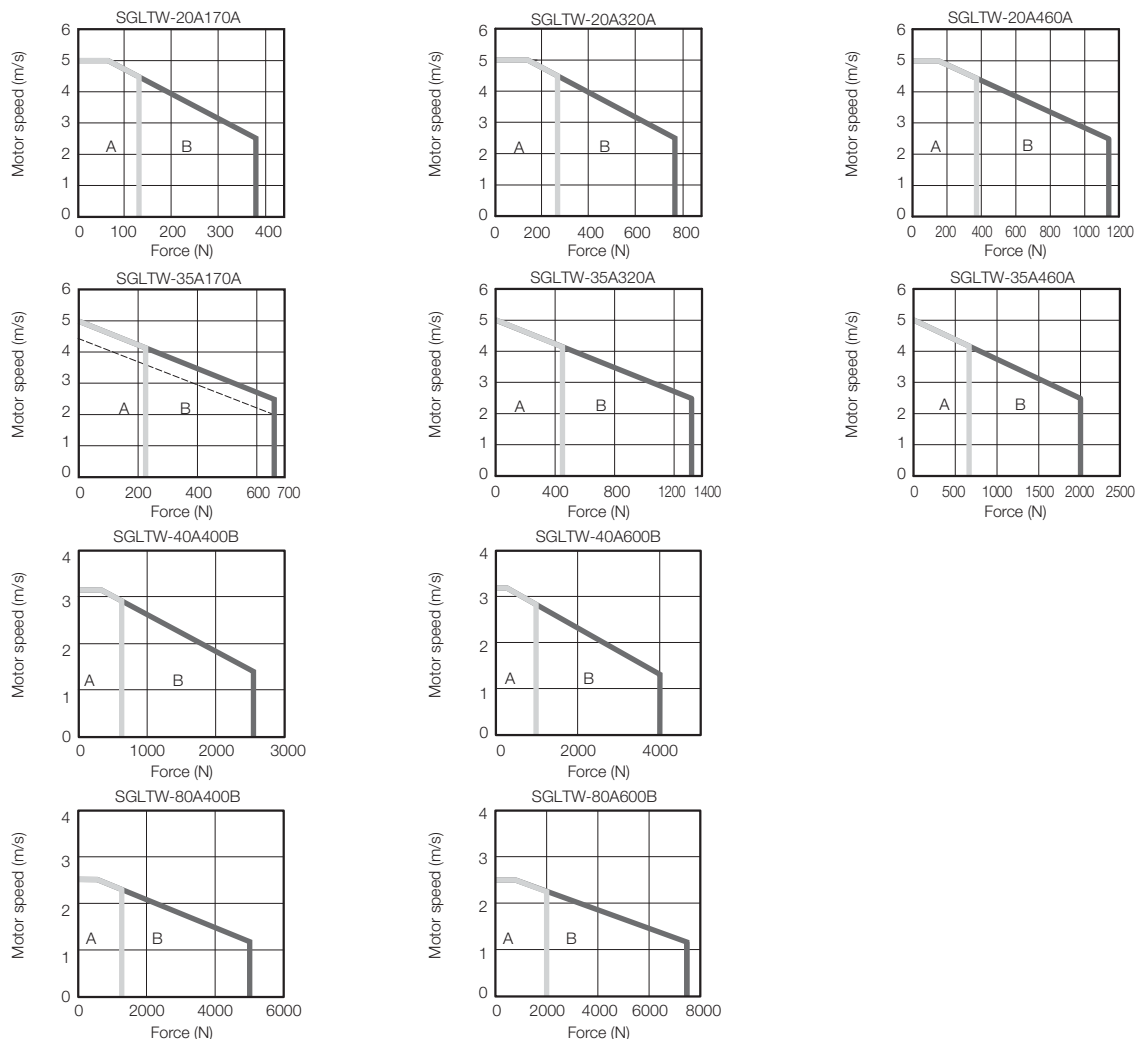 SGLTW-20A170A
6
5
4
3
2
1
0
Motor speed (m/s)
A
B
0 100 200 300 400
Force (N)
SGLTW-20A320A
6
5
4
3
2
1
0
Motor speed (m/s)
A
B
0 200 400 600 800
Force (N)
SGLTW-20A460A
6
5
4
3
2
1
0
Motor speed (m/s)
A
B
0 200 400 600 800 1000 1200
Force (N)
SGLTW-35A170A
6
5
4
3
2
1
0
Motor speed (m/s)
A
B
0 200 400 600 700
Force (N)
SGLTW-35A320A
6
5
4
3
2
1
0
Motor speed (m/s)
A
B
0 400 800 1200 1400
Force (N)
SGLTW-35A460A
6
5
4
3
2
1
0
Motor speed (m/s)
A
B
0 500 1000 1500 2000 2500
Force (N)
SGLTW-40A400B
4
3
2
1
0
Motor speed (m/s)
A
B
0 1000 2000 3000
Force (N)
SGLTW-40A600B
4
3
2
1
0
Motor speed (m/s)
A
B
0 2000 4000
Force (N)
SGLTW-80A400B
4
3
2
1
0
Motor speed (m/s)
A
B
0 2000 4000 6000
Force (N)
SGLTW-80A600B
4
3
2
1
0
Motor speed (m/s)
A
B
0 2000 4000 6000 8000
Force (N)